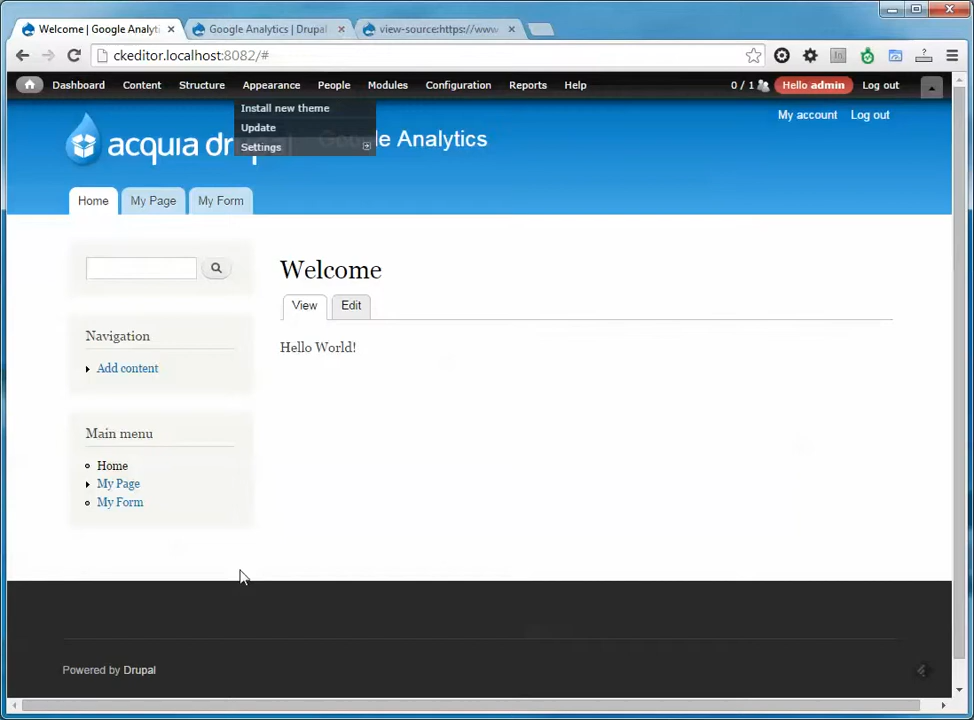 Welcome | Google Analyti
Google Analytics | Drupal
view-source:https://www
ckeditor.localhost:8082/#
Dashboard Content Structure Appearance People Modules Configuration Reports Help 0 / 1 Hello admin Log out
Install new theme
Update
Settings
My account Log out
acquia drup
le Analytics
Home My Page My Form
Welcome
View Edit
Hello World!
Navigation
Add content
Main menu
Home
My Page
My Form
Powered by Drupal